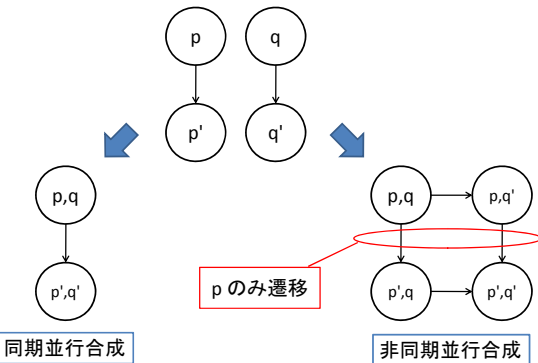 p
q
p'
q'
p,q
p,q
p,q'
p のみ遷移
p',q'
p',q
p',q'
同期並行合成
非同期並行合成